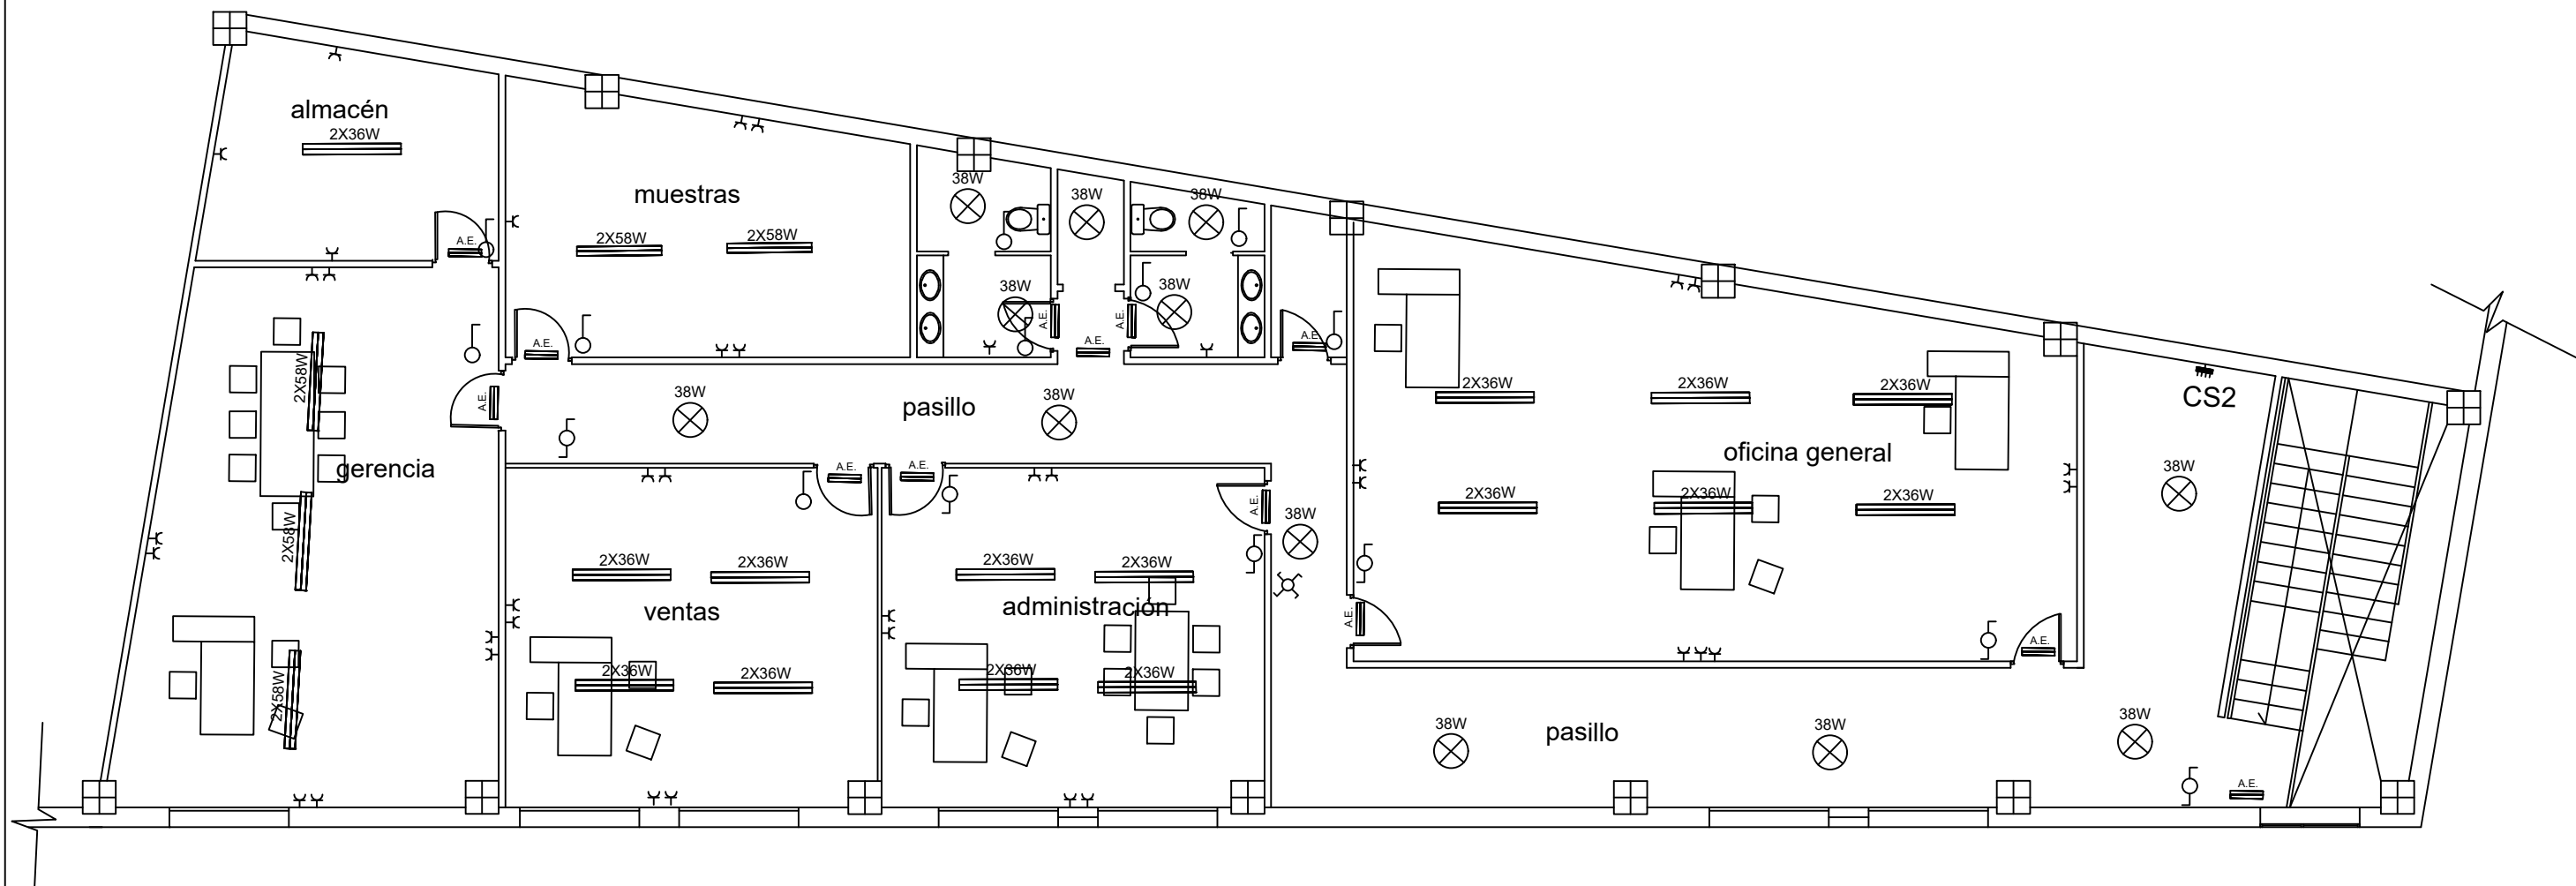 almacén
2X36W
muestras
38W
38W
38W
2X58W
2X58W
A.E.
38W
38W
A.E.
A.E.
A.E.
A.E.
A.E.
2X58W
A.E.
38W
pasillo
38W
2X36W
2X36W
2X36W
CS2
gerencia
A.E.
A.E.
oficina general
38W
2X58W
A.E.
38W
2X36W
2X36W
2X36W
2X36W
2X36W
2X36W
2X36W
ventas
administración
A.E.
A.E.
2X58W
2X36W
2X36W
2X36W
2X36W
38W
pasillo
38W
38W
A.E.